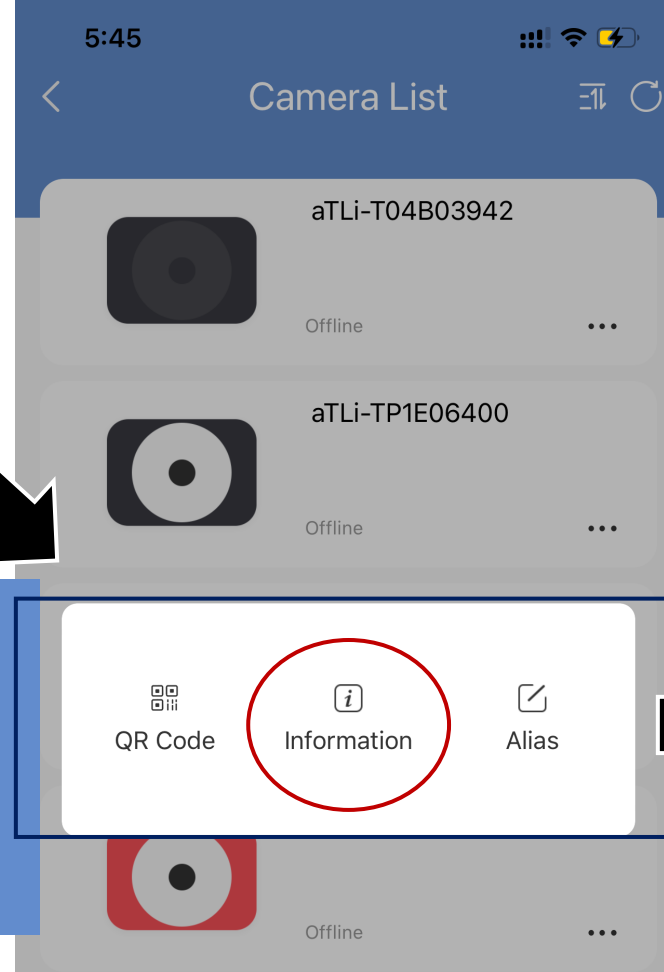 5:45
Camera List
aTLi-T04B03942
Offline
aTLi-TP1E06400
Offline
QR Code
Information
Alias
Offline